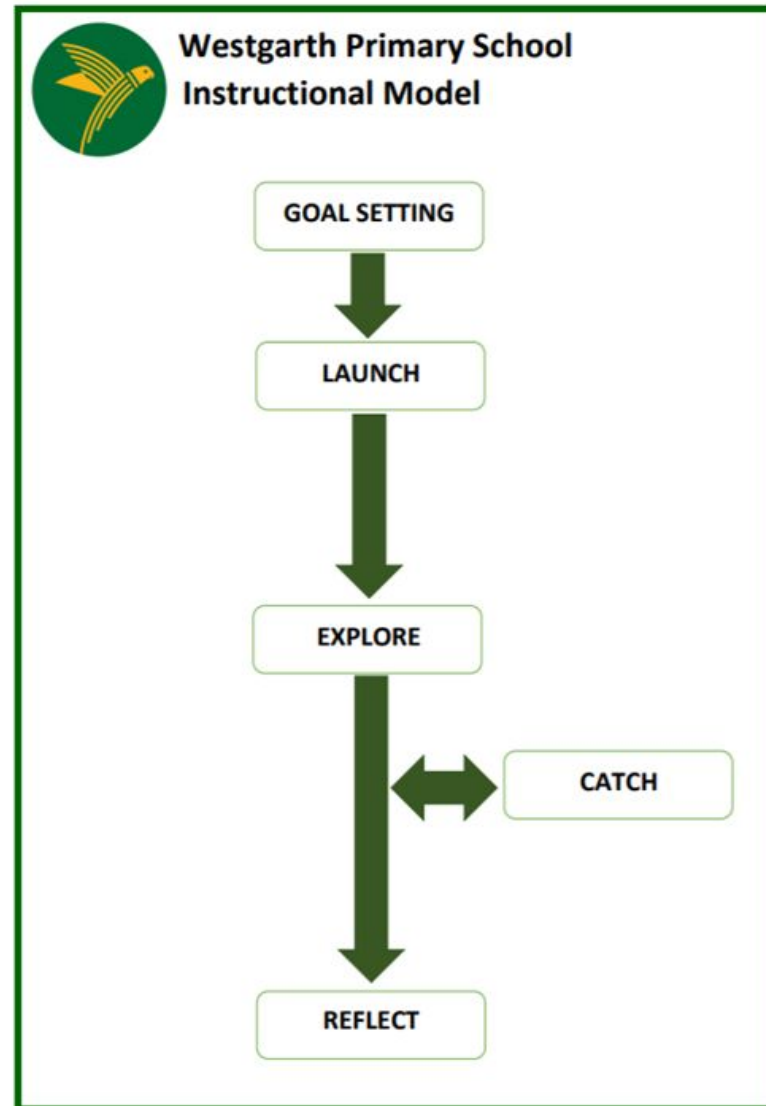 Westgarth Primary School
Instructional Model
GOAL SETTING
LAUNCH
EXPLORE
CATCH
REFLECT